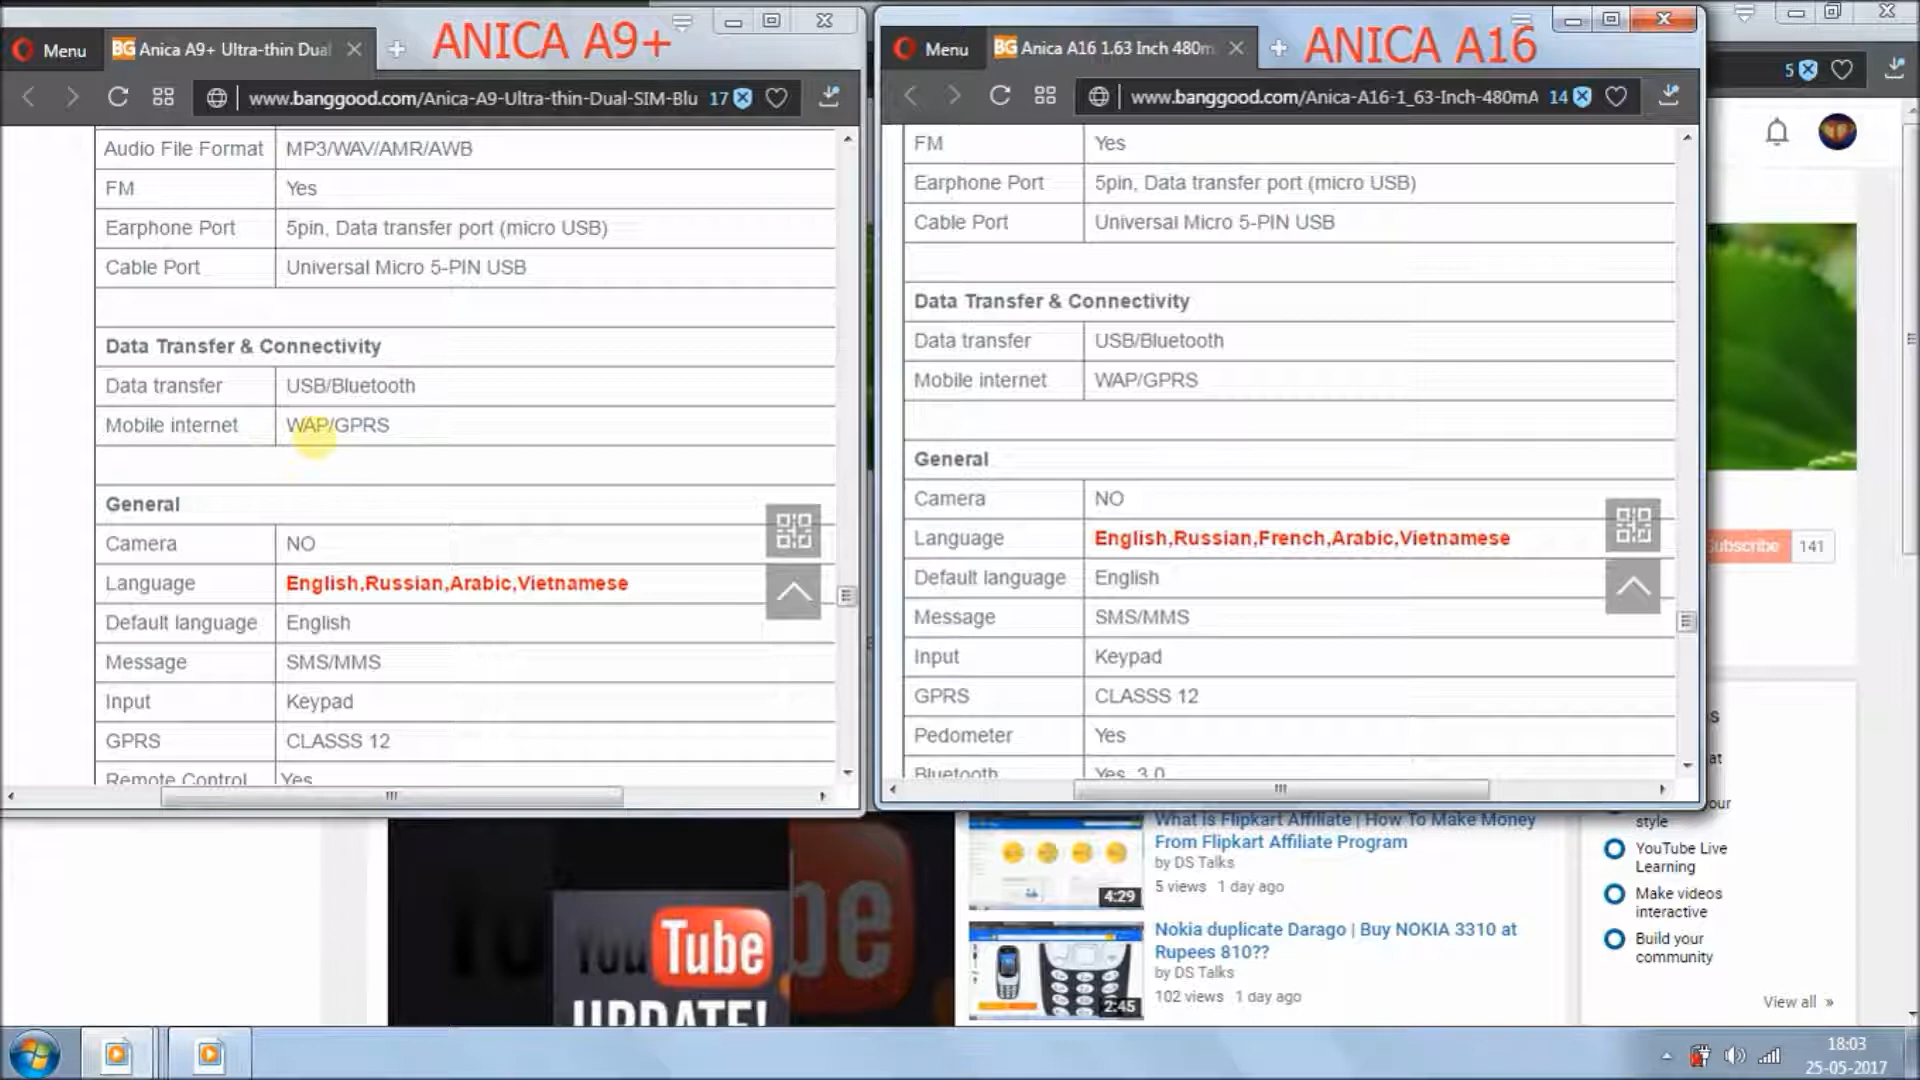 ANICA A9+
Menu
BG Anica A9+ Ultra-thin Dual
www.banggood.com/Anica-A9-Ultra-thin-Dual-SIM-Blu 17
Audio File Format MP3/WAV/AMR/AWB
FM Yes
Earphone Port 5pin, Data transfer port (micro USB)
Cable Port Universal Micro 5-PIN USB
Data Transfer & Connectivity
Data transfer USB/Bluetooth
Mobile internet WAP/GPRS
General
Camera NO
Language English,Russian,Arabic,Vietnamese
Default language English
Message SMS/MMS
Input Keypad
GPRS CLASSS 12
Remote Control Yes
ANICA A16
Menu
BG Anica A16 1.63 Inch 480m
www.banggood.com/Anica-A16-1_63-Inch-480mA 14
FM Yes
Earphone Port 5pin, Data transfer port (micro USB)
Cable Port Universal Micro 5-PIN USB
Data Transfer & Connectivity
Data transfer USB/Bluetooth
Mobile internet WAP/GPRS
General
Camera NO
Language English,Russian,French,Arabic,Vietnamese
Default language English
Message SMS/MMS
Input Keypad
GPRS CLASSS 12
Pedometer Yes
Bluetooth Yes, 3.0
5
Subscribe 141
s
at
your
style
YouTube Live
Learning
Make videos
interactive
Build your
community
View all »
You Tube
UPDATE!
be
What Is Flipkart Affiliate | How To Make Money
From Flipkart Affiliate Program
by DS Talks
5 views 1 day ago
4:29
Nokia duplicate Darago | Buy NOKIA 3310 at
Rupees 810??
by DS Talks
102 views 1 day ago
2:45
18:03
25-05-2017